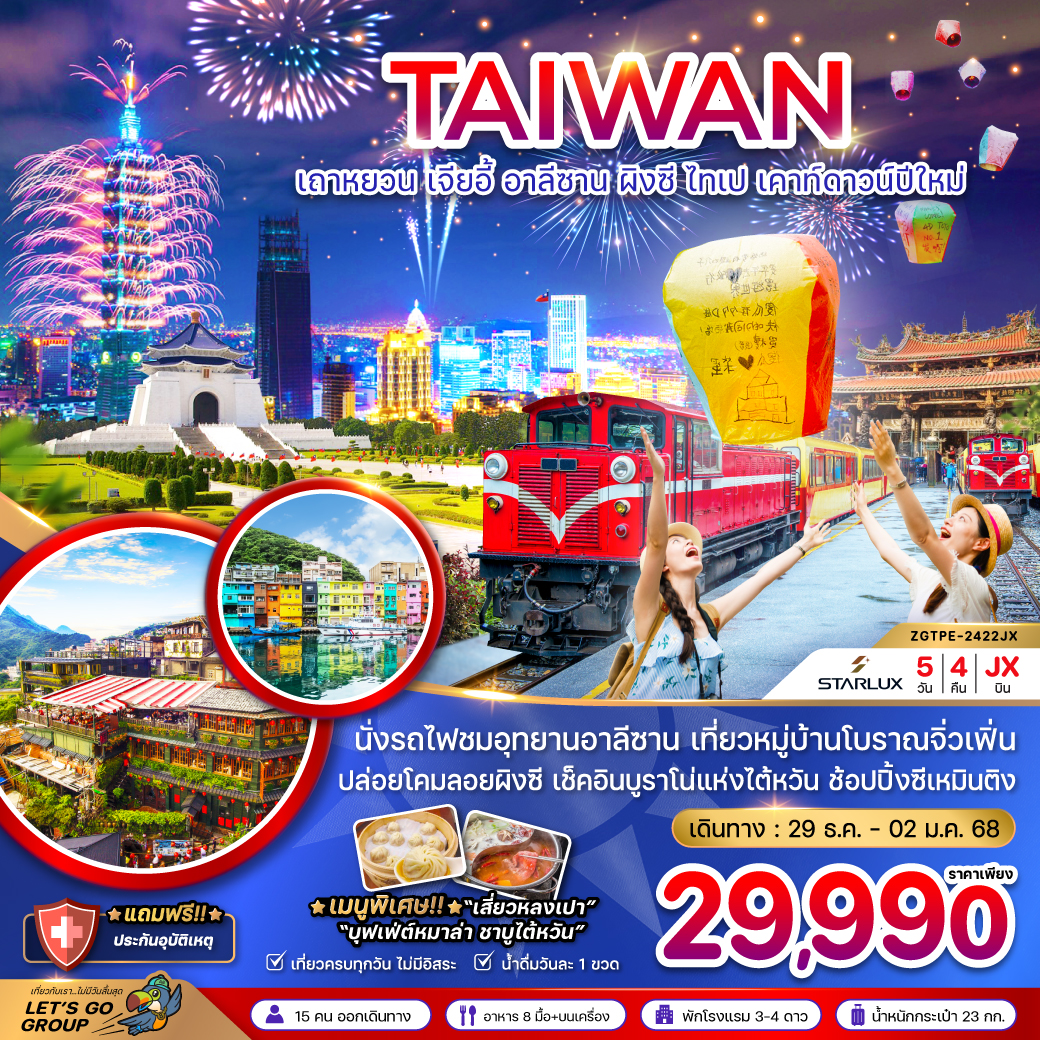 TAIWAN
เถาหยวน เจียอี้ อาลีซาน ผิงซี ไทเป เคาท์ดาวน์ปีใหม่
ZGTPE-2422JX
STARLUX 5 วัน 4 คืน JX บิน
นั่งรถไฟชมอุทยานอาลีซาน เที่ยวหมู่บ้านโบราณจิ่วเฟิ่น
ปล่อยโคมลอยผิงซี เช็คอินบูราโน่แห่งไต้หวัน ช้อปปิ้งซีเหมินติง
เดินทาง : 29 ธ.ค. - 02 ม.ค. 68
ราคาเพียง
29,990
เมนูพิเศษ!! “เสี่ยวหลงเปา”
“บุฟเฟ่ต์หมาล่า ชาบูไต้หวัน”
แถมฟรี!!
ประกันอุบัติเหตุ
เที่ยวครบทุกวัน ไม่มีอิสระ น้ำดื่มวันละ 1 ขวด
เที่ยวกับเรา...ไม่มีวันสิ้นสุด
LET'S GO
GROUP
15 คน ออกเดินทาง
อาหาร 8 มื้อ+บนเครื่อง
พักโรงแรม 3-4 ดาว
น้ำหนักกระเป๋า 23 กก.